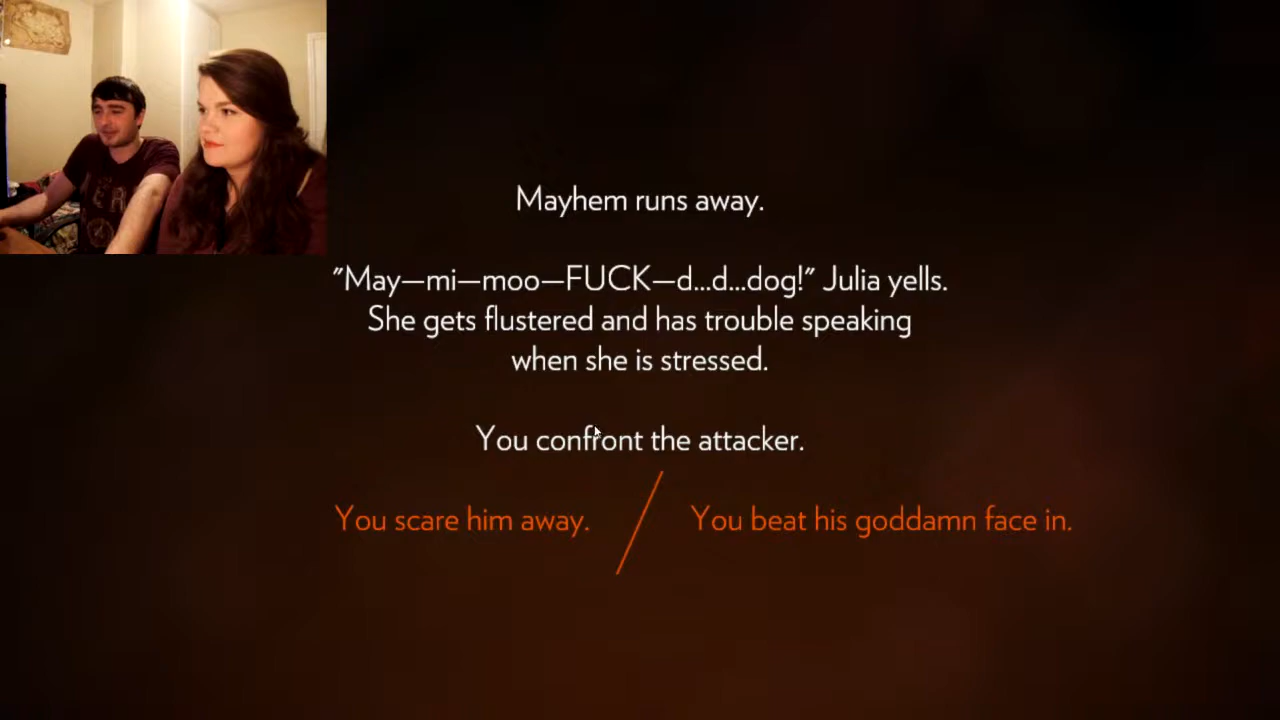 Mayhem runs away.
"May—mi—moo—FUCK—d...d...dog!" Julia yells.
She gets flustered and has trouble speaking
when she is stressed.
You confront the attacker.
You scare him away.
You beat his goddamn face in.